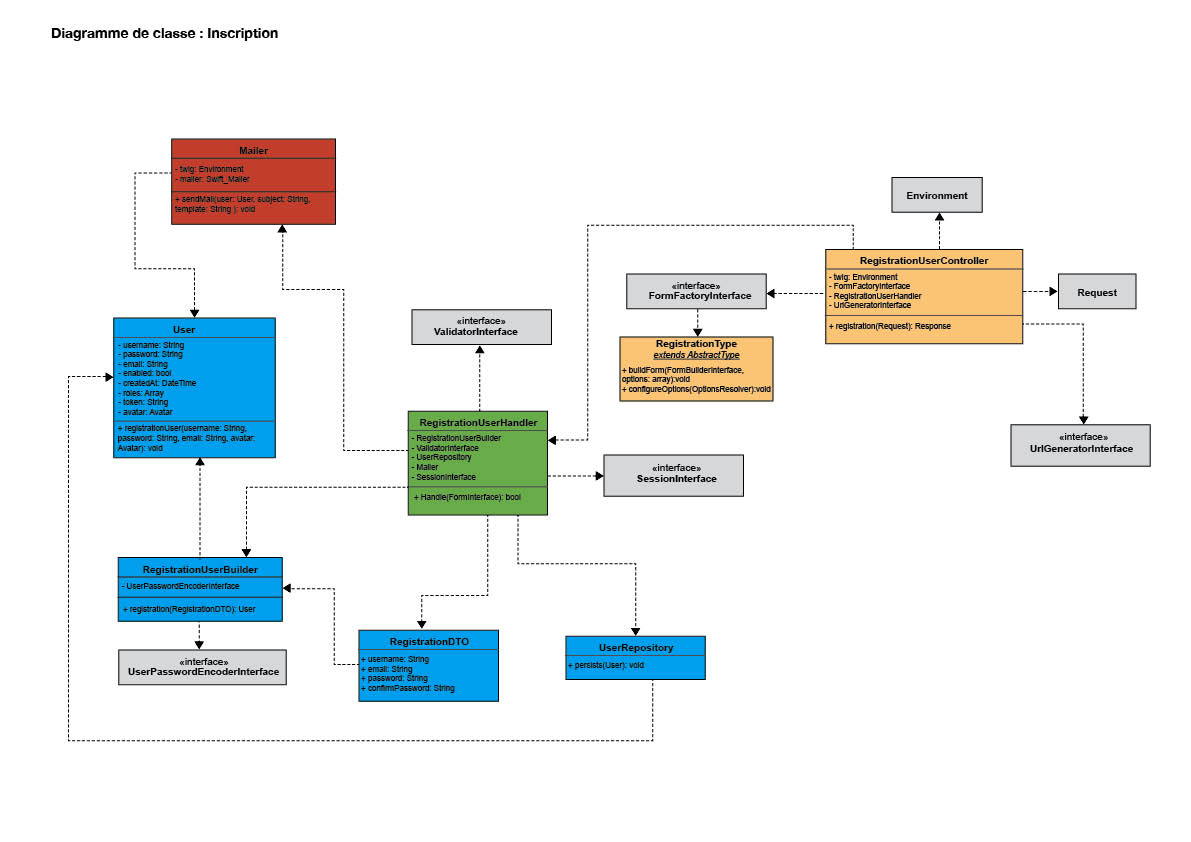 Diagramme de classe : Inscription
Mailer
- twig: Environment
- mailer: Swift_Mailer
+ sendMail(user: User, subject: String,
template: String ): void
Environment
RegistrationUserController
- twig: Environment
- FormFactoryInterface
- RegistrationUserHandler
- UrlGeneratorInterface
+ registration(Request): Response
Request
«interface»
FormFactoryInterface
«interface»
ValidatorInterface
User
- username: String
- password: String
- email: String
- enabled: bool
- createdAt: DateTime
- roles: Array
- token: String
- avatar: Avatar
+ registrationUser(username: String,
password: String, email: String, avatar:
Avatar): void
RegistrationType
extends AbstractType
+ buildForm(FormBuilderInterface,
options: array):void
+ configureOptions(OptionsResolver):void
RegistrationUserHandler
- RegistrationUserBuilder
- ValidatorInterface
- UserRepository
- Mailer
- SessionInterface
+ Handle(FormInterface): bool
«interface»
UrlGeneratorInterface
«interface»
SessionInterface
RegistrationUserBuilder
- UserPasswordEncoderInterface
+ registration(RegistrationDTO): User
«interface»
UserPasswordEncoderInterface
RegistrationDTO
+ username: String
+ email: String
+ password: String
+ confirmPassword: String
UserRepository
+ persists(User): void